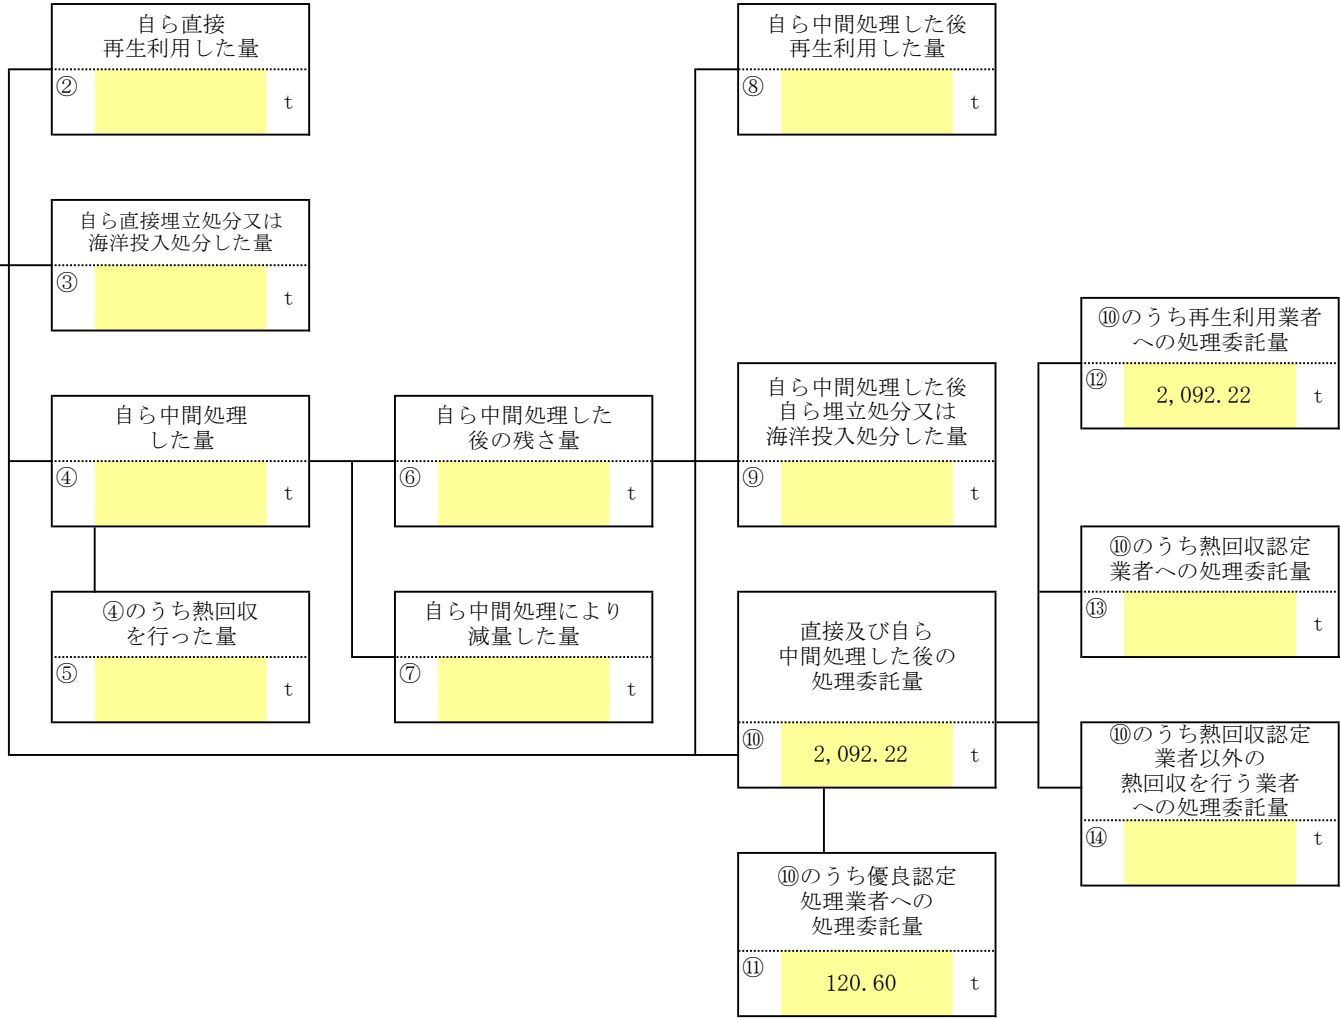 自ら直接
再生利用した量
②
t
自ら中間処理した後
再生利用した量
⑧
t
自ら直接埋立処分又は
海洋投入処分した量
③
t
⑩のうち再生利用業者
への処理委託量
⑫
2,092.22
t
自ら中間処理
した量
④
t
自ら中間処理した
後の残さ量
⑥
t
自ら中間処理した後
自ら埋立処分又は
海洋投入処分した量
⑨
t
⑩のうち熱回収認定
業者への処理委託量
⑬
t
④のうち熱回収
を行った量
⑤
t
自ら中間処理により
減量した量
⑦
t
直接及び自ら
中間処理した後の
処理委託量
⑩
2,092.22
t
⑩のうち熱回収認定
業者以外の
熱回収を行う業者
への処理委託量
⑭
t
⑩のうち優良認定
処理業者への
処理委託量
⑪
120.60
t